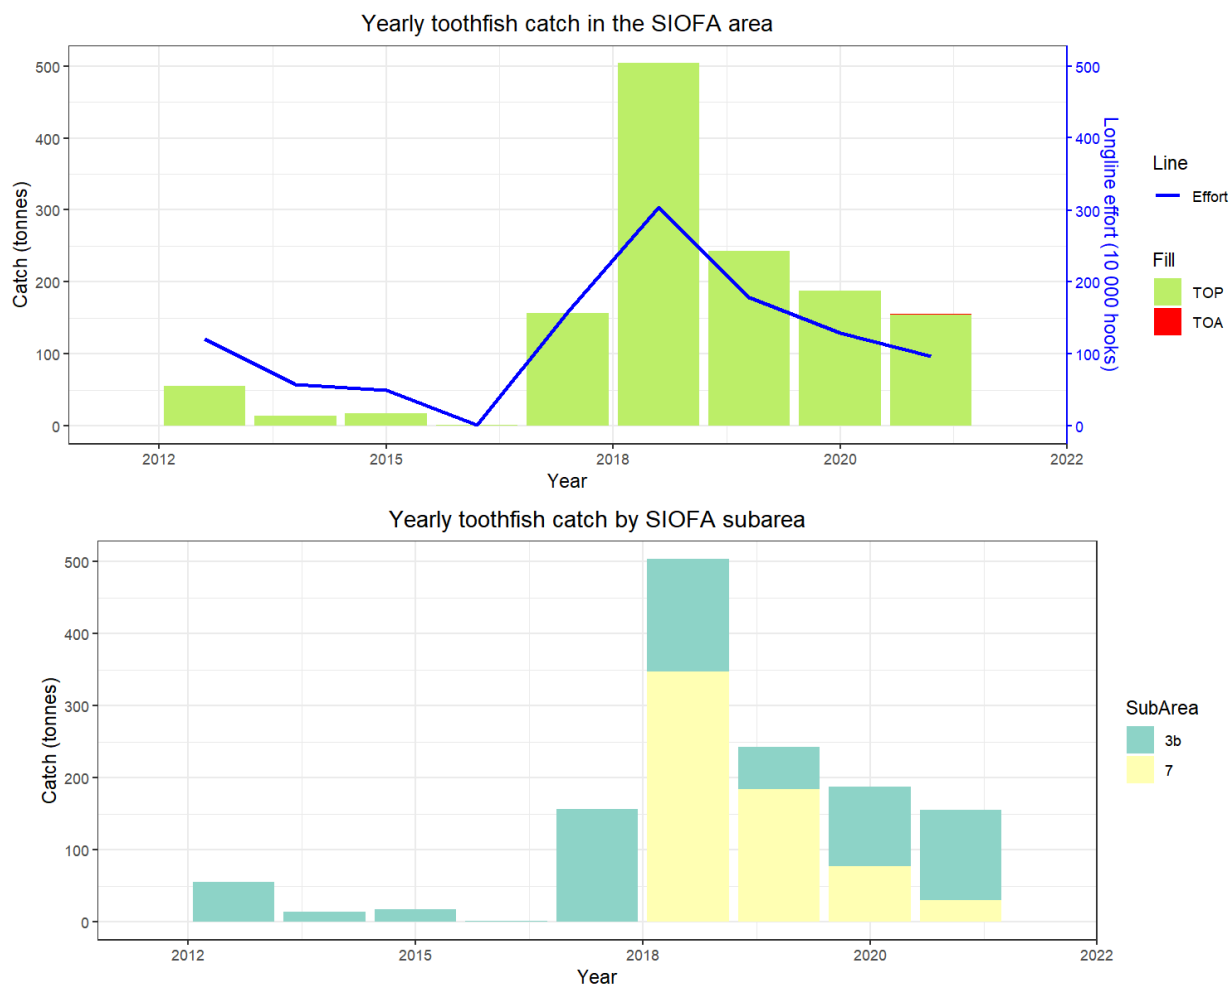 Yearly toothfish catch in the SIOFA area
Catch (tonnes)
500
400
300
200
100
0
500
400
300
200
100
0
Longline effort (10 000 hooks)
2012 2015 2018 2020 2022
Year
Line
Effort
Fill
TOP
TOA
Yearly toothfish catch by SIOFA subarea
Catch (tonnes)
500
400
300
200
100
0
2012 2015 2018 2020 2022
Year
SubArea
3b
7